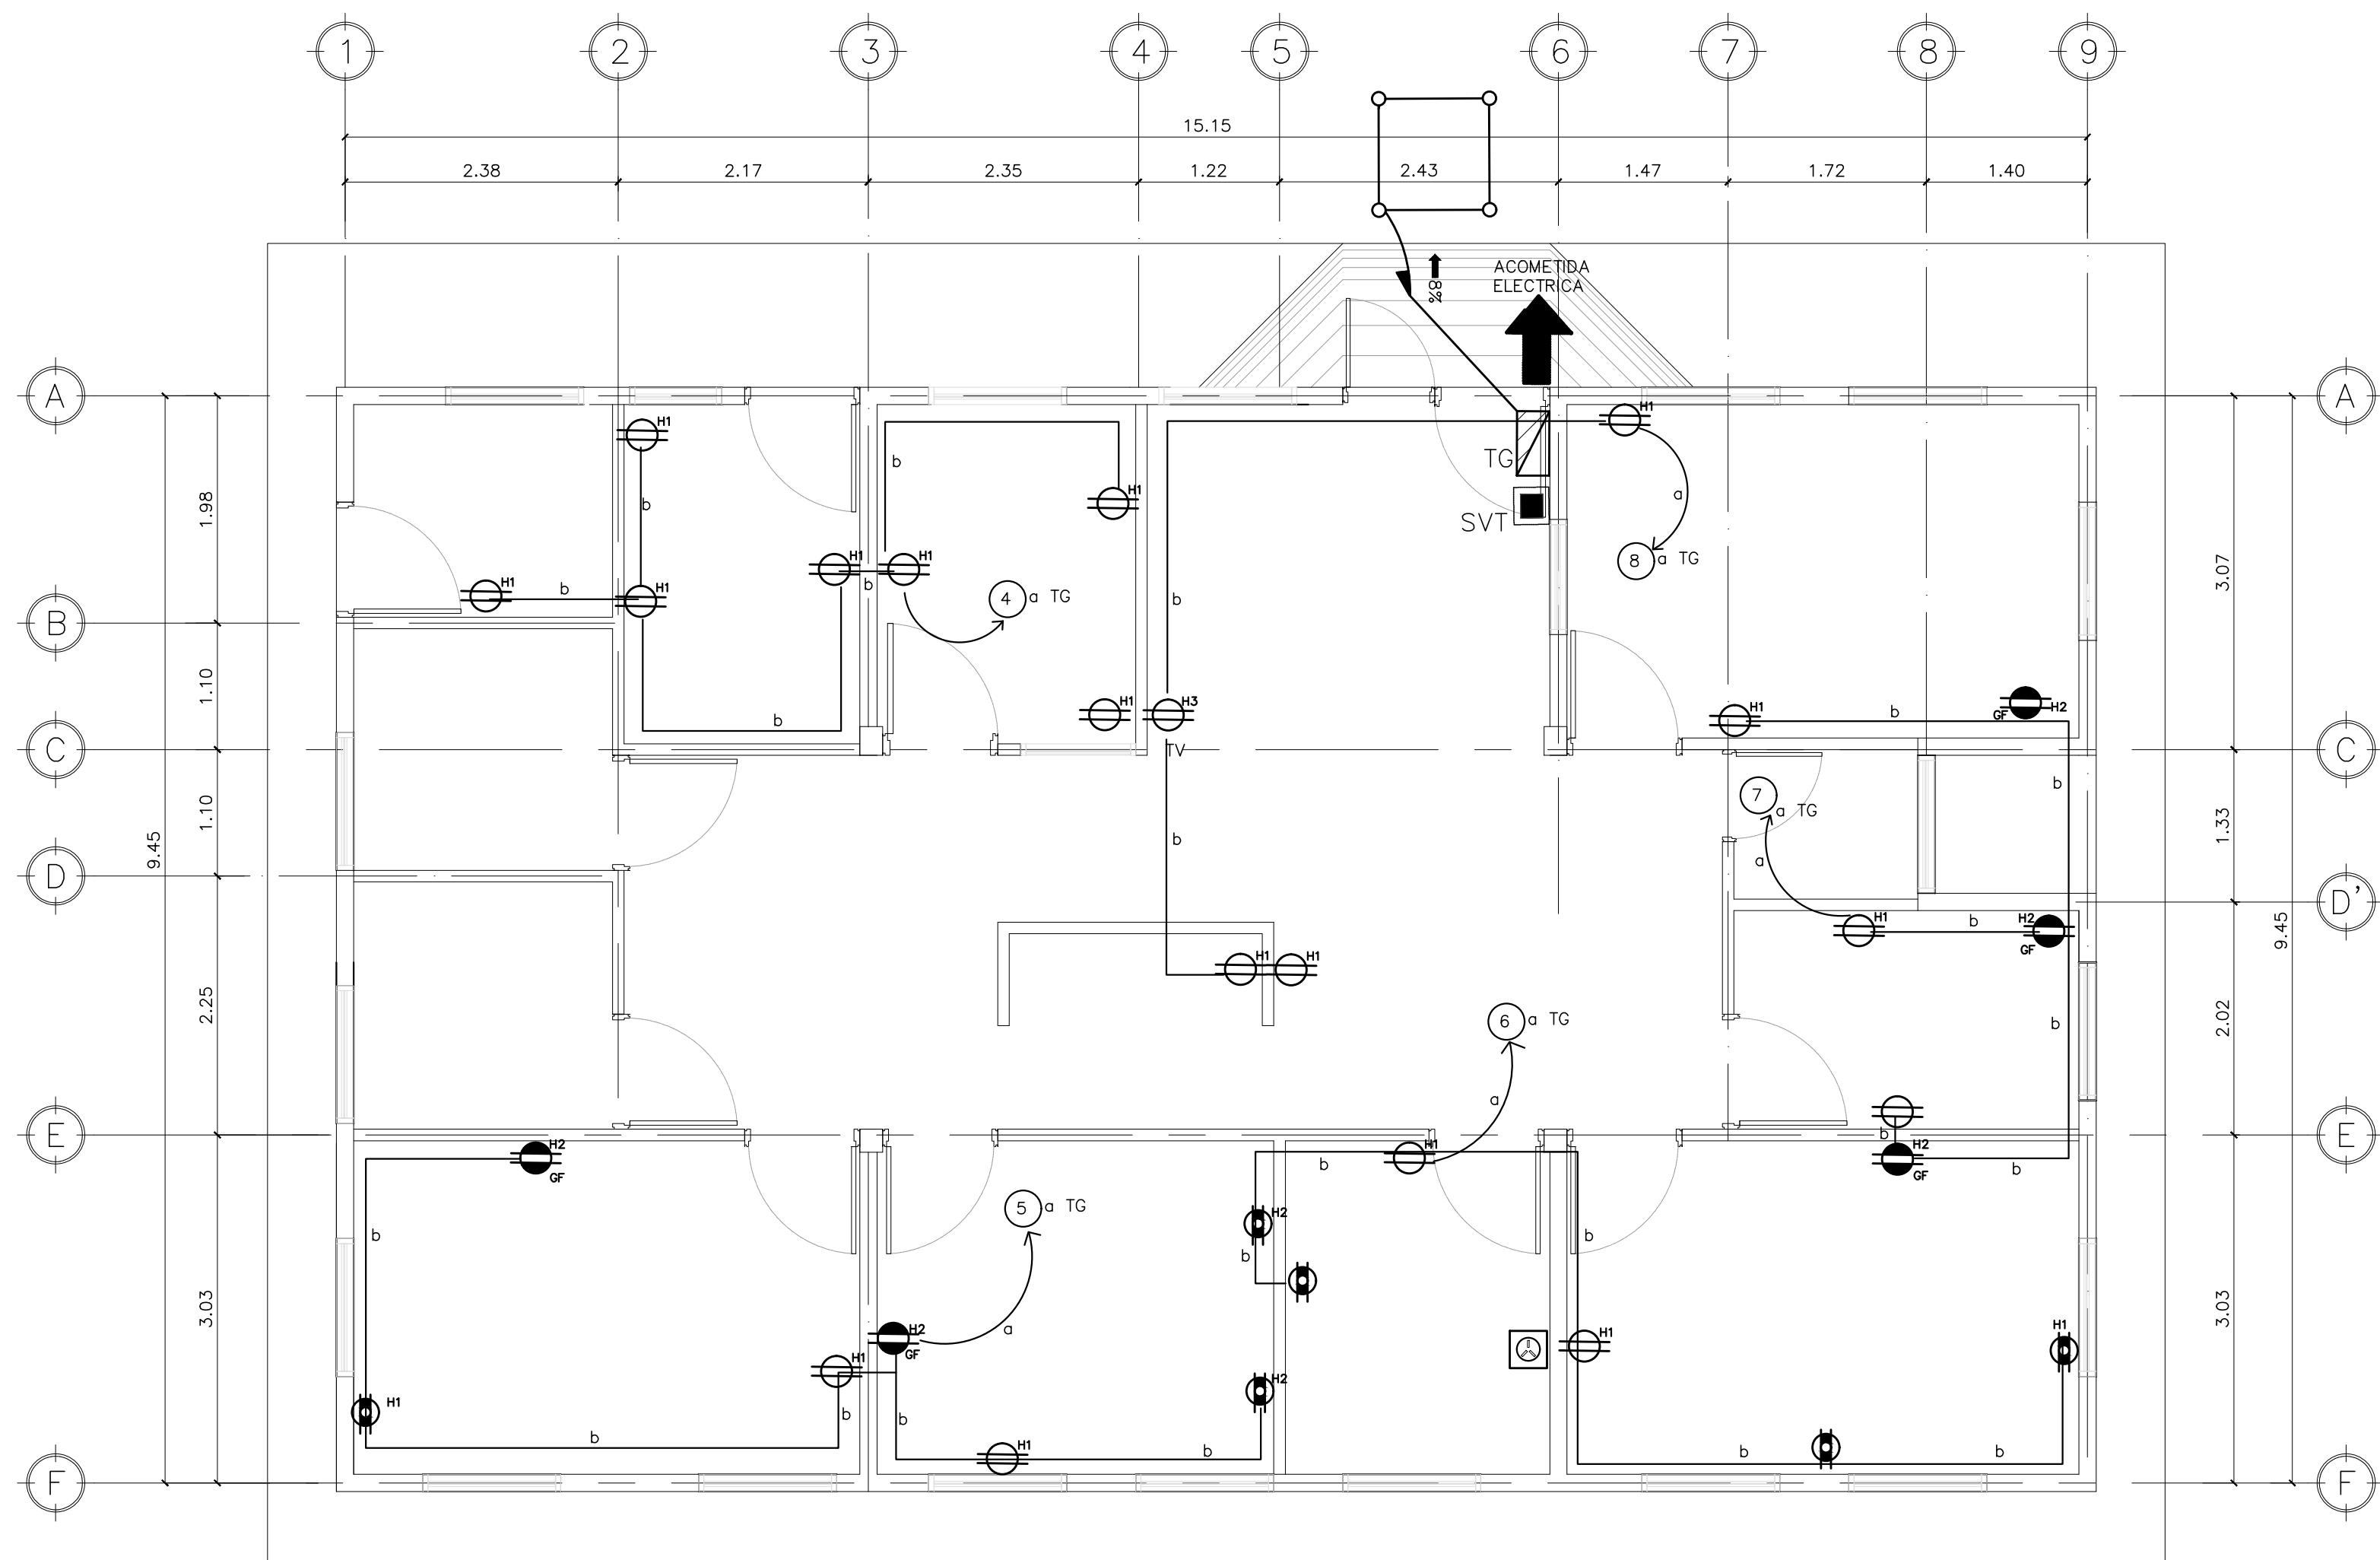 1 2 3 4 5 6 7 8 9
15.15
2.38 2.17 2.35 1.22 2.43 1.47 1.72 1.40
ACOMETIDA
ELECTRICA
8%
A A
H1 H1
b TG
H1
1.98 b a
SVT
H1 H1 8 a TG
H1 b b 3.07
H1 4 a TG b
B
1.10 H1 H3 H1 GF H2
b b
C TV C
b
7 a TG
1.10 b 1.33
9.45 a
D D'
H1 b H2
GF 9.45
H1 H1
2.25 6 a TG b 2.02
a
E b E
H2 H1 H2
GF b GF b
5 a TG H2
b b b
3.03 H2 a H1 H1 3.03
GF
H1 H2
H1 b b
b H1 b b b
F F